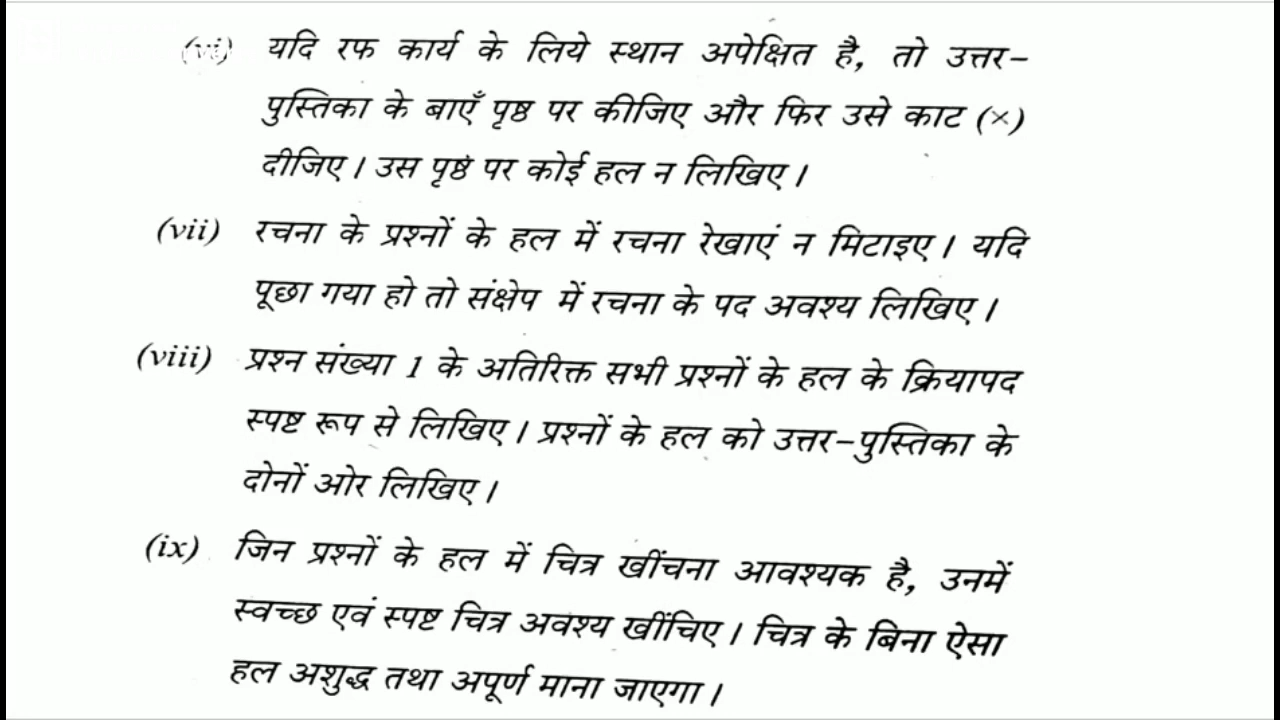 (vi) यदि रफ कार्य के लिये स्थान अपेक्षित है, तो उत्तर-
पुस्तिका के बाएँ पृष्ठ पर कीजिए और फिर उसे काट (×)
दीजिए। उस पृष्ठ पर कोई हल न लिखिए।
(vii) रचना के प्रश्नों के हल में रचना रेखाएं न मिटाइए। यदि
पूछा गया हो तो संक्षेप में रचना के पद अवश्य लिखिए।
(viii) प्रश्न संख्या 1 के अतिरिक्त सभी प्रश्नों के हल के क्रियापद
स्पष्ट रूप से लिखिए। प्रश्नों के हल को उत्तर-पुस्तिका के
दोनों ओर लिखिए।
(ix) जिन प्रश्नों के हल में चित्र खींचना आवश्यक है, उनमें
स्वच्छ एवं स्पष्ट चित्र अवश्य खींचिए। चित्र के बिना ऐसा
हल अशुद्ध तथा अपूर्ण माना जाएगा।